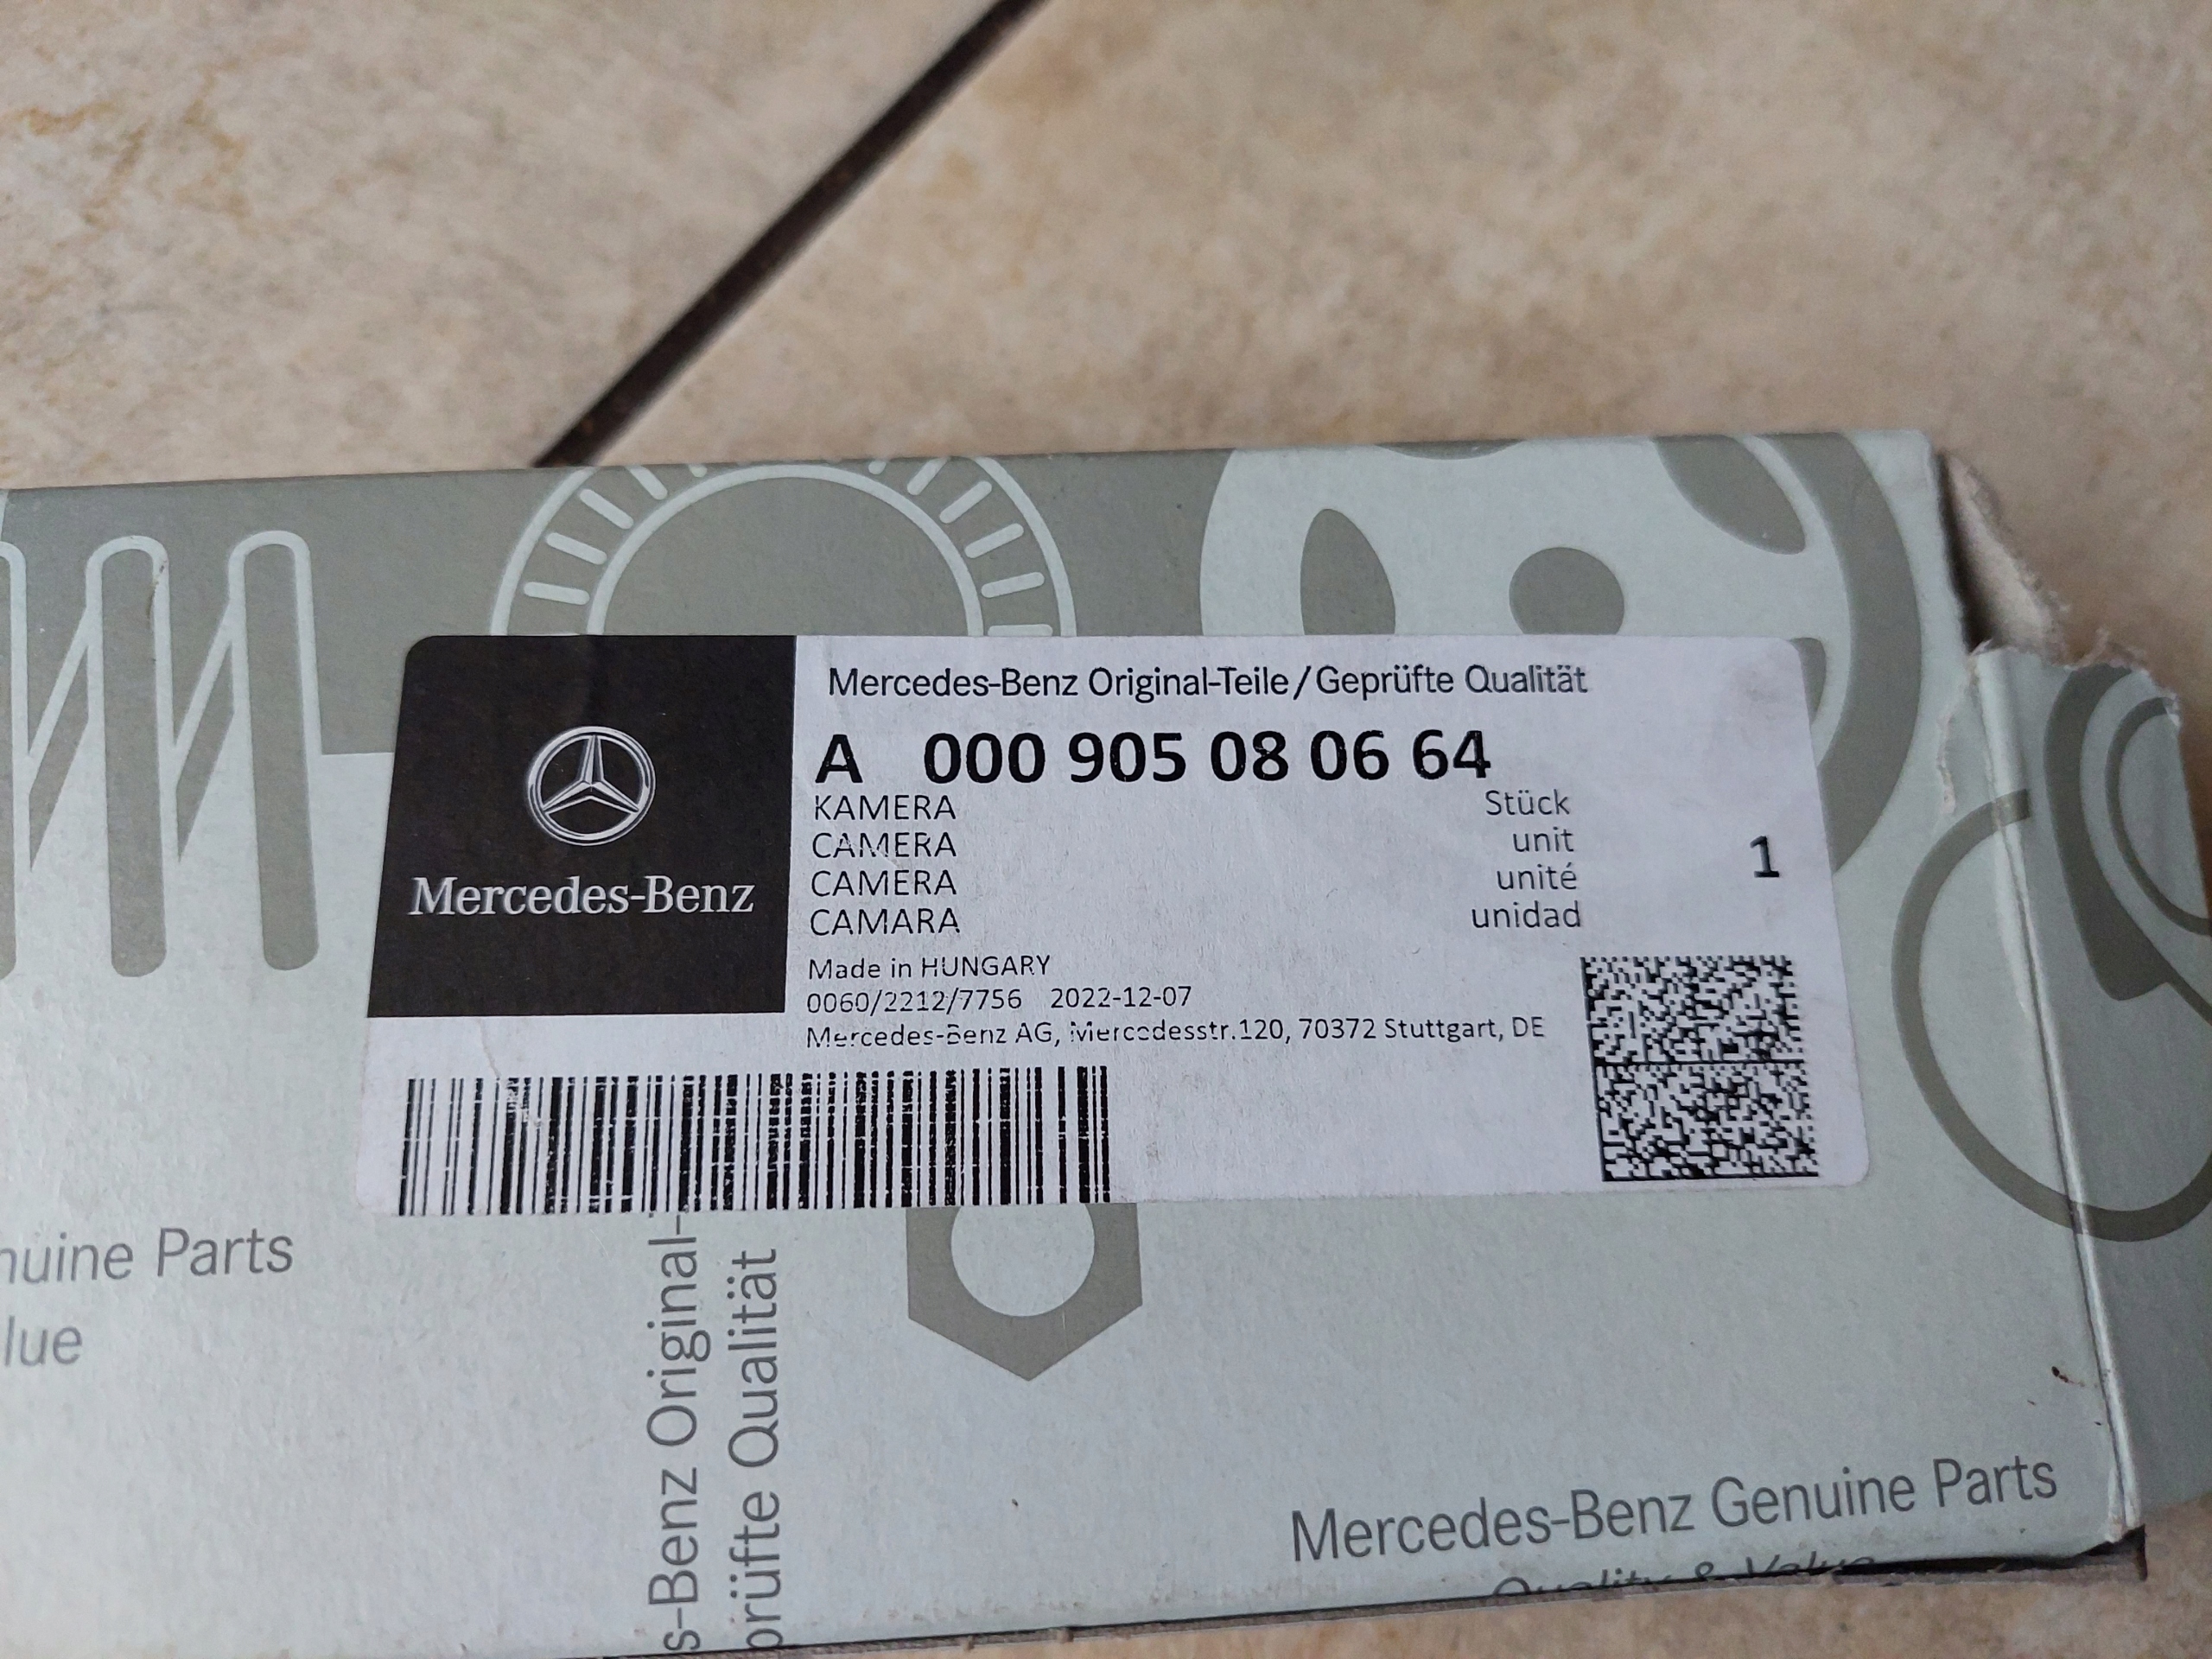 Mercedes-Benz
Mercedes-Benz Original-Teile/Geprüfte Qualität
A 000 905 08 06 64
KAMERA Stück
CAMERA unit
CAMERA unité
CAMARA unidad
1
Made in HUNGARY
0060/2212/7756 2022-12-07
Mercedes-Benz AG, Mercedesstr.120, 70372 Stuttgart, DE
nuine Parts
lue
s-Benz Original-
prüfte Qualität
Mercedes-Benz Genuine Parts
Quality & Value